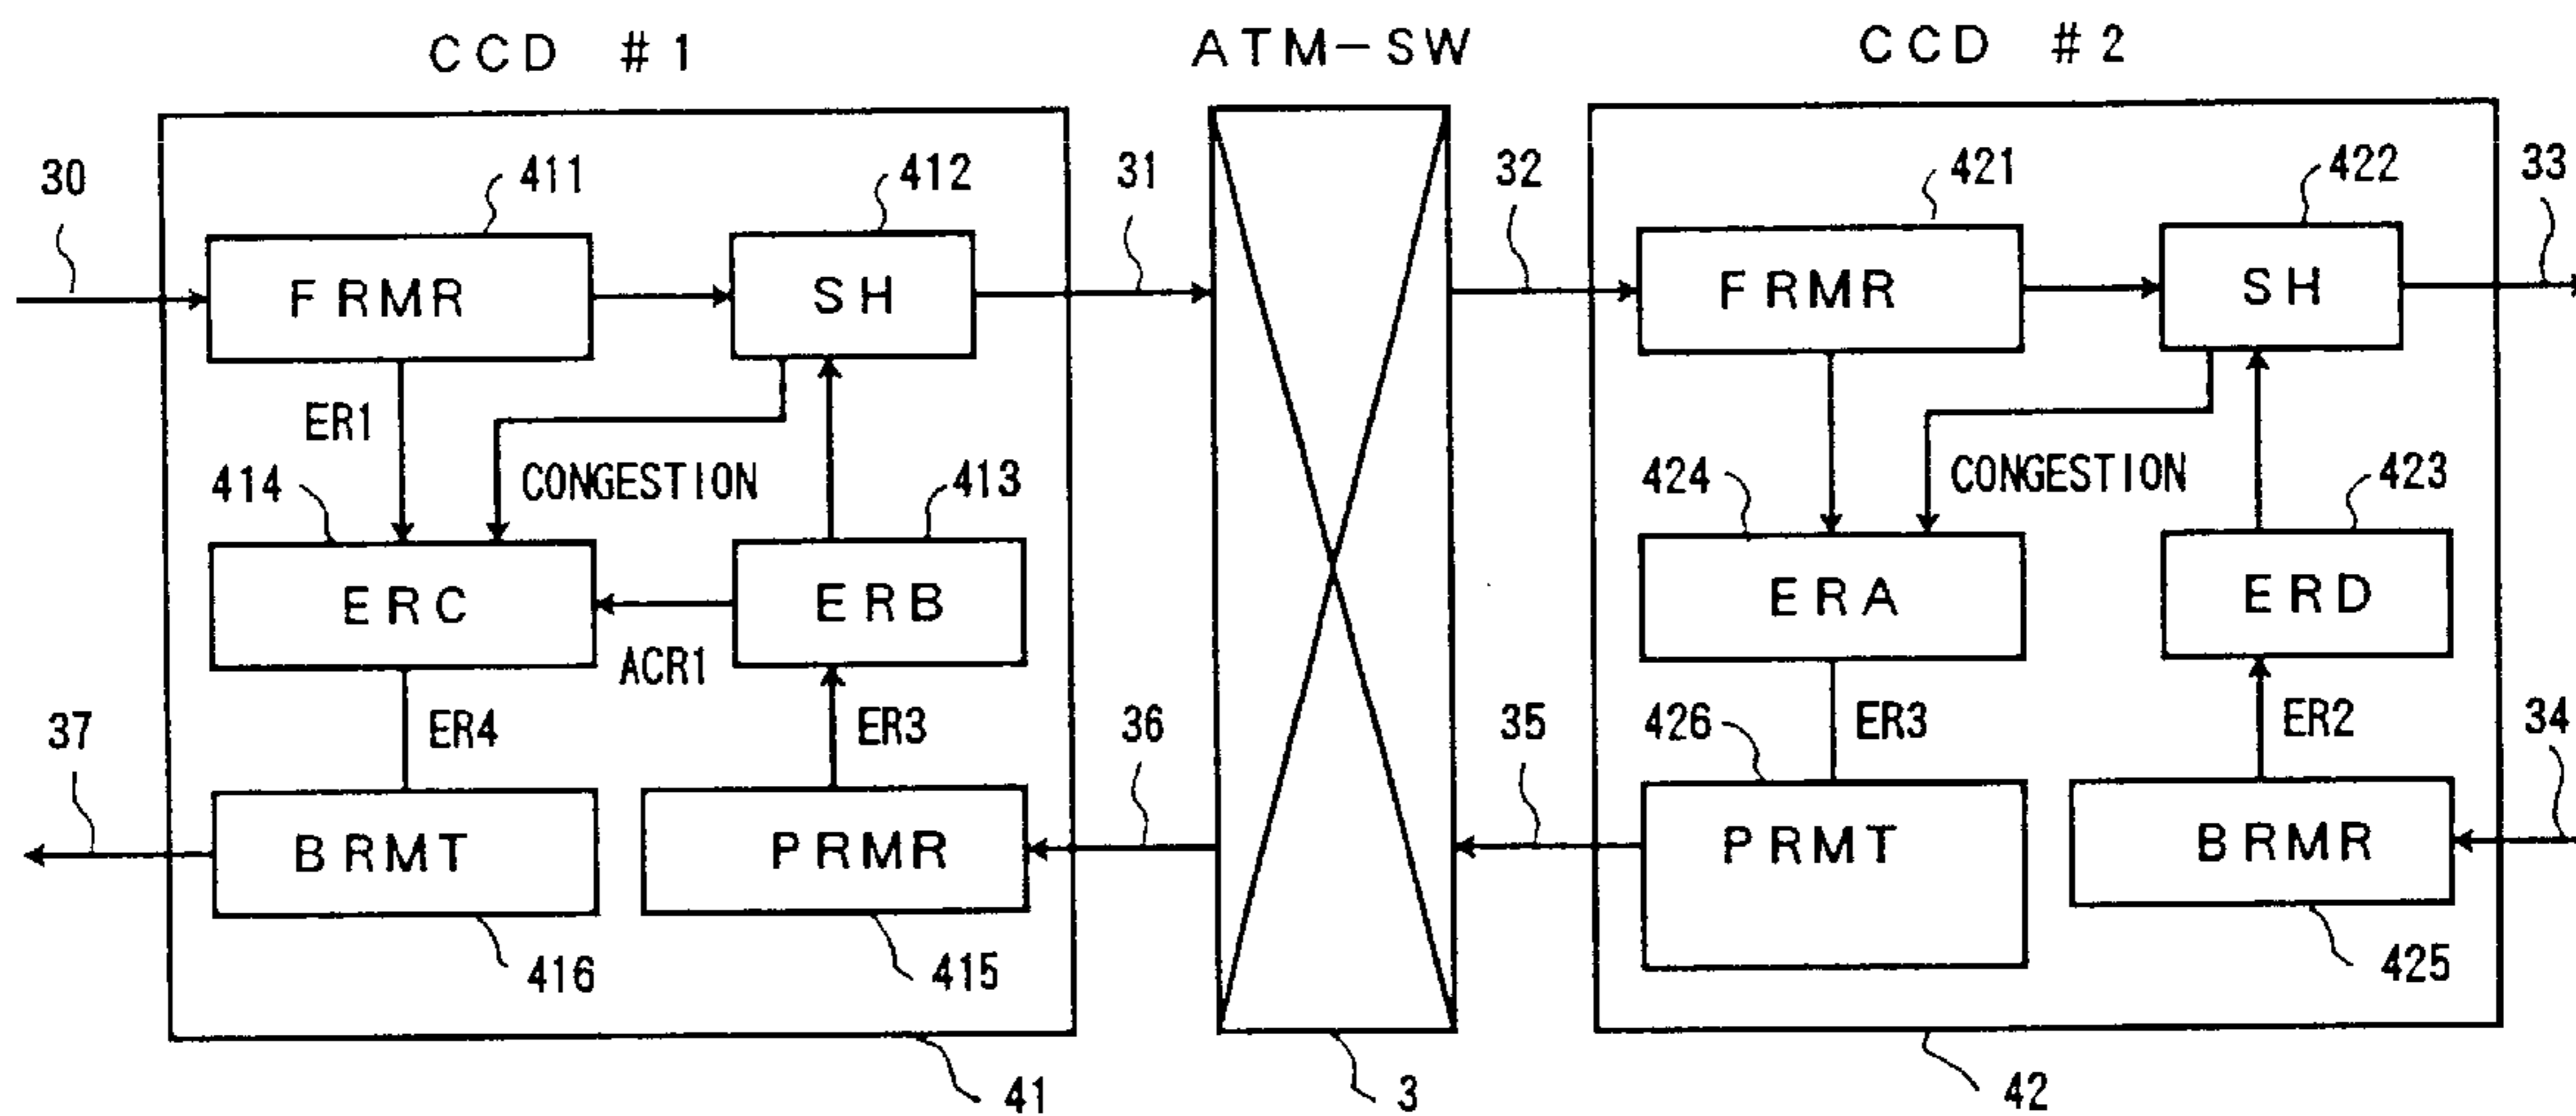 CCD #1
ATM-SW
CCD #2
30
411
412
31
32
421
422
33
FRMR
SH
FRMR
SH
ER1
CONGESTION
414
413
424
CONGESTION
423
ERC
ERB
ERA
ERD
ACR1
37
ER4
ER3
36
35
426
ER3
ER2
34
BRMT
PRMR
PRMT
BRMR
416
415
425
41
3
42